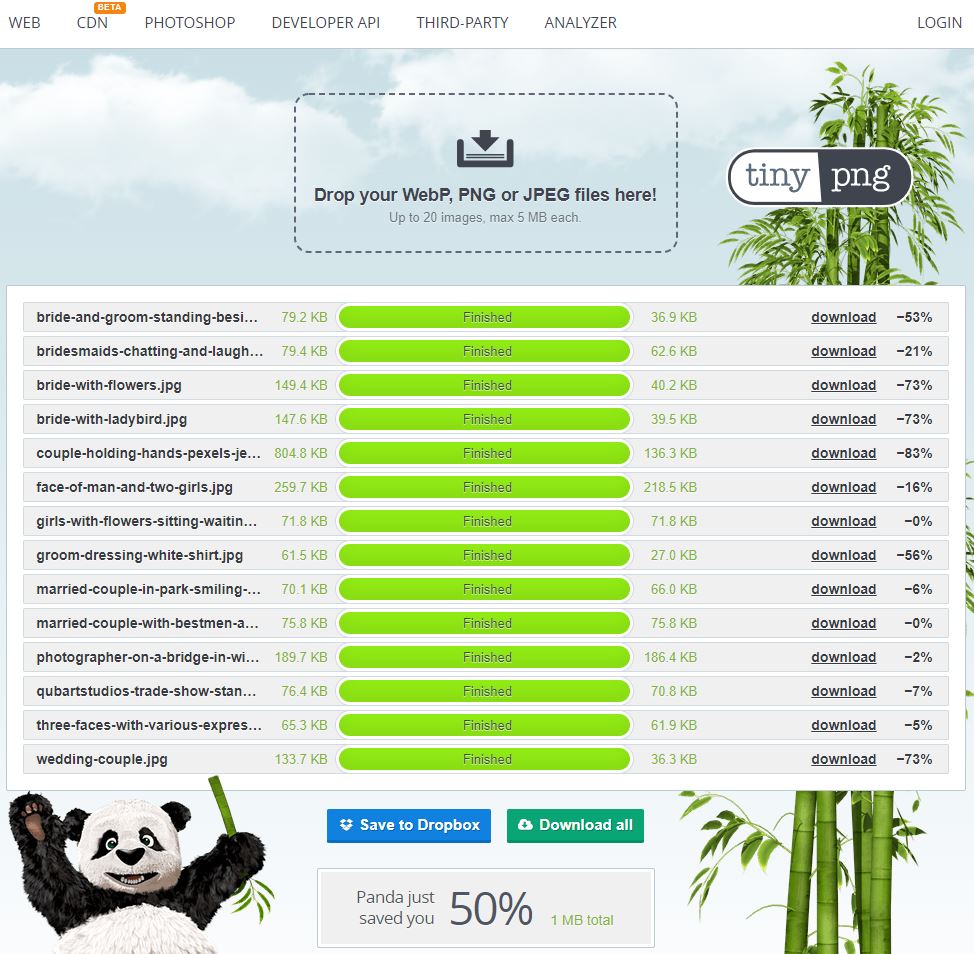 WEB CDN BETA PHOTOSHOP DEVELOPER API THIRD-PARTY ANALYZER LOGIN
Drop your WebP, PNG or JPEG files here!
Up to 20 images, max 5 MB each.
tiny png
bride-and-groom-standing-besi... 79.2 KB Finished 36.9 KB download −53%
bridesmaids-chatting-and-laugh... 79.4 KB Finished 62.6 KB download −21%
bride-with-flowers.jpg 149.4 KB Finished 40.2 KB download −73%
bride-with-ladybird.jpg 147.6 KB Finished 39.5 KB download −73%
couple-holding-hands-pexels-je... 804.8 KB Finished 136.3 KB download −83%
face-of-man-and-two-girls.jpg 259.7 KB Finished 218.5 KB download −16%
girls-with-flowers-sitting-waitin... 71.8 KB Finished 71.8 KB download −0%
groom-dressing-white-shirt.jpg 61.5 KB Finished 27.0 KB download −56%
married-couple-in-park-smiling-... 70.1 KB Finished 66.0 KB download −6%
married-couple-with-bestmen-a... 75.8 KB Finished 75.8 KB download −0%
photographer-on-a-bridge-in-wi... 189.7 KB Finished 186.4 KB download −2%
qubartstudios-trade-show-stan... 76.4 KB Finished 70.8 KB download −7%
three-faces-with-various-expres... 65.3 KB Finished 61.9 KB download −5%
wedding-couple.jpg 133.7 KB Finished 36.3 KB download −73%
Save to Dropbox Download all
Panda just
saved you 50% 1 MB total